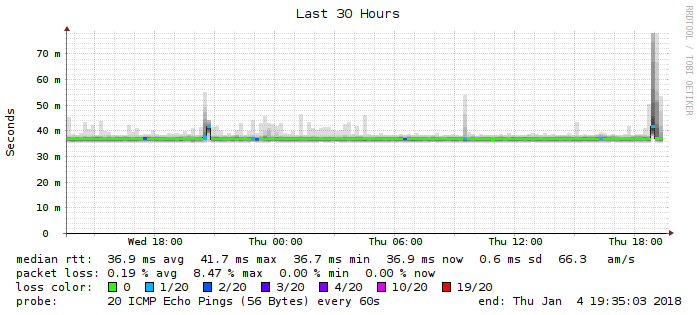 Last 30 Hours
RRDTOOL / TOBI OETIKER
Seconds
70 m
60 m
50 m
40 m
30 m
20 m
10 m
0
Wed 18:00 Thu 00:00 Thu 06:00 Thu 12:00 Thu 18:00
median rtt: 36.9 ms avg 41.7 ms max 36.7 ms min 36.9 ms now 0.6 ms sd 66.3 am/s
packet loss: 0.19 % avg 8.47 % max 0.00 % min 0.00 % now
loss color: 0 1/20 2/20 3/20 4/20 10/20 19/20
probe: 20 ICMP Echo Pings (56 Bytes) every 60s end: Thu Jan 4 19:35:03 2018